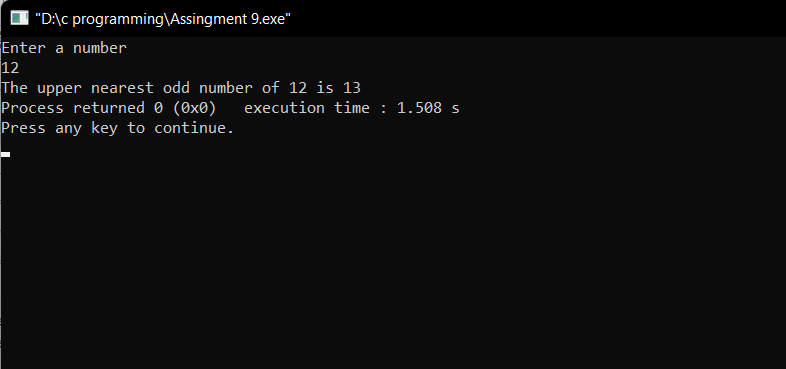 "D:\c programming\Assingment 9.exe"
Enter a number
12
The upper nearest odd number of 12 is 13
Process returned 0 (0x0)   execution time : 1.508 s
Press any key to continue.